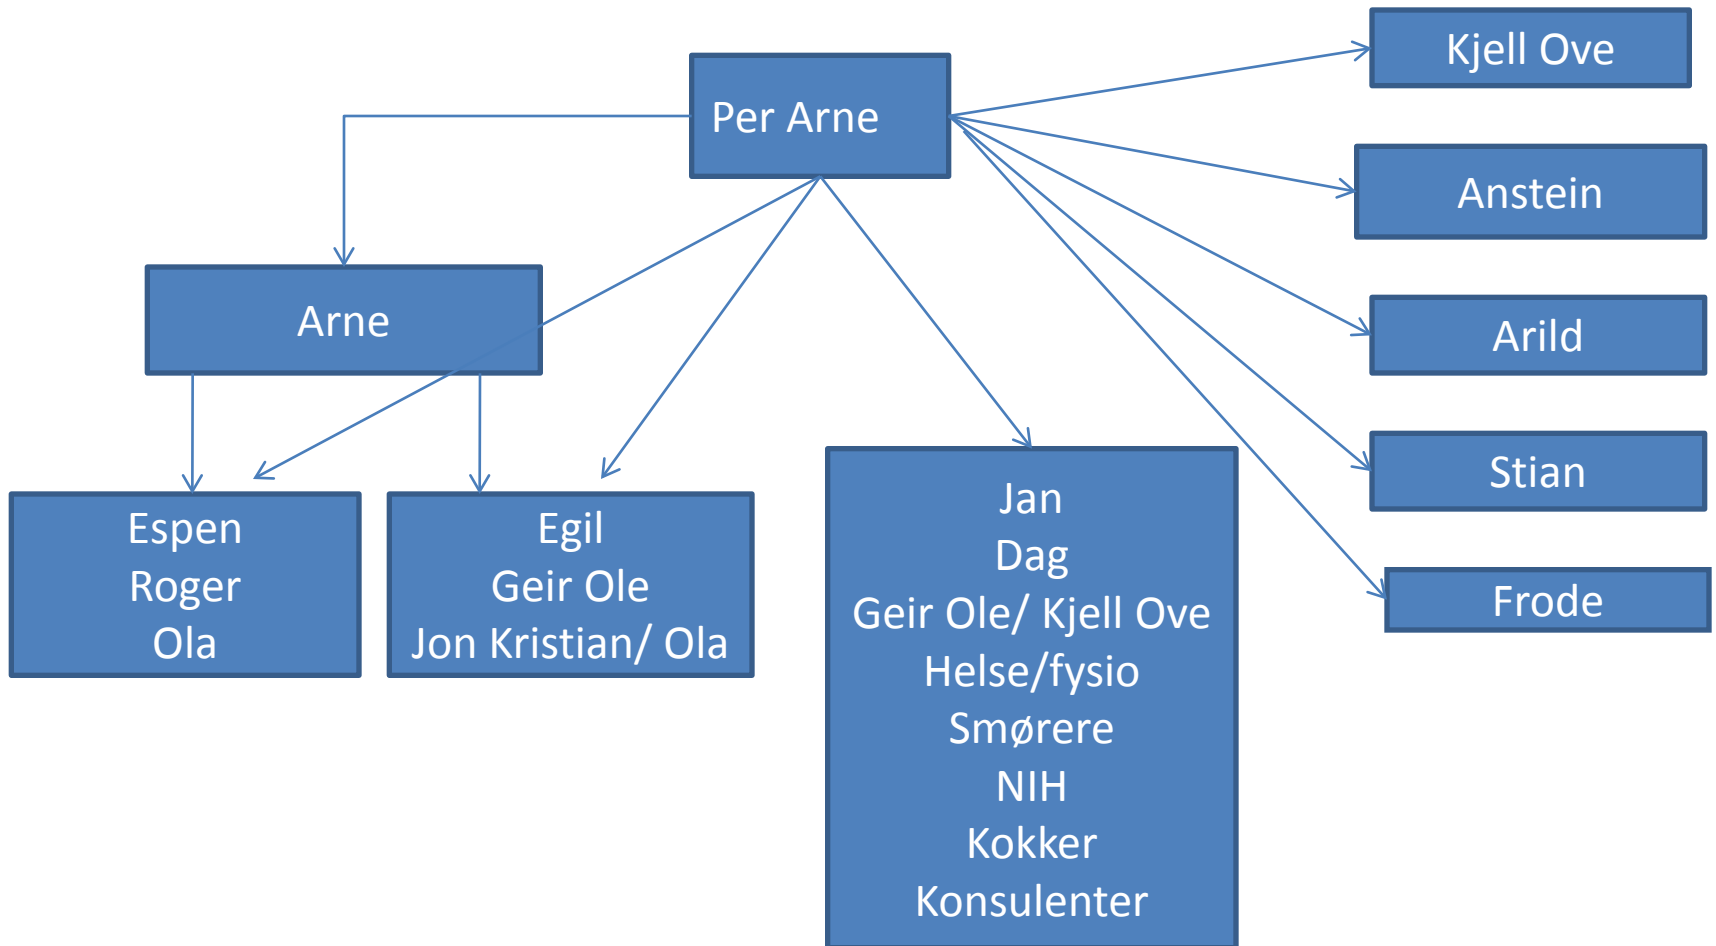 Kjell Ove
Per Arne
Anstein
Arne
Arild
Stian
Espen
Roger
Ola
Egil
Geir Ole
Jon Kristian/ Ola
Jan
Dag
Geir Ole/ Kjell Ove
Helse/fysio
Smørere
NIH
Kokker
Konsulenter
Frode